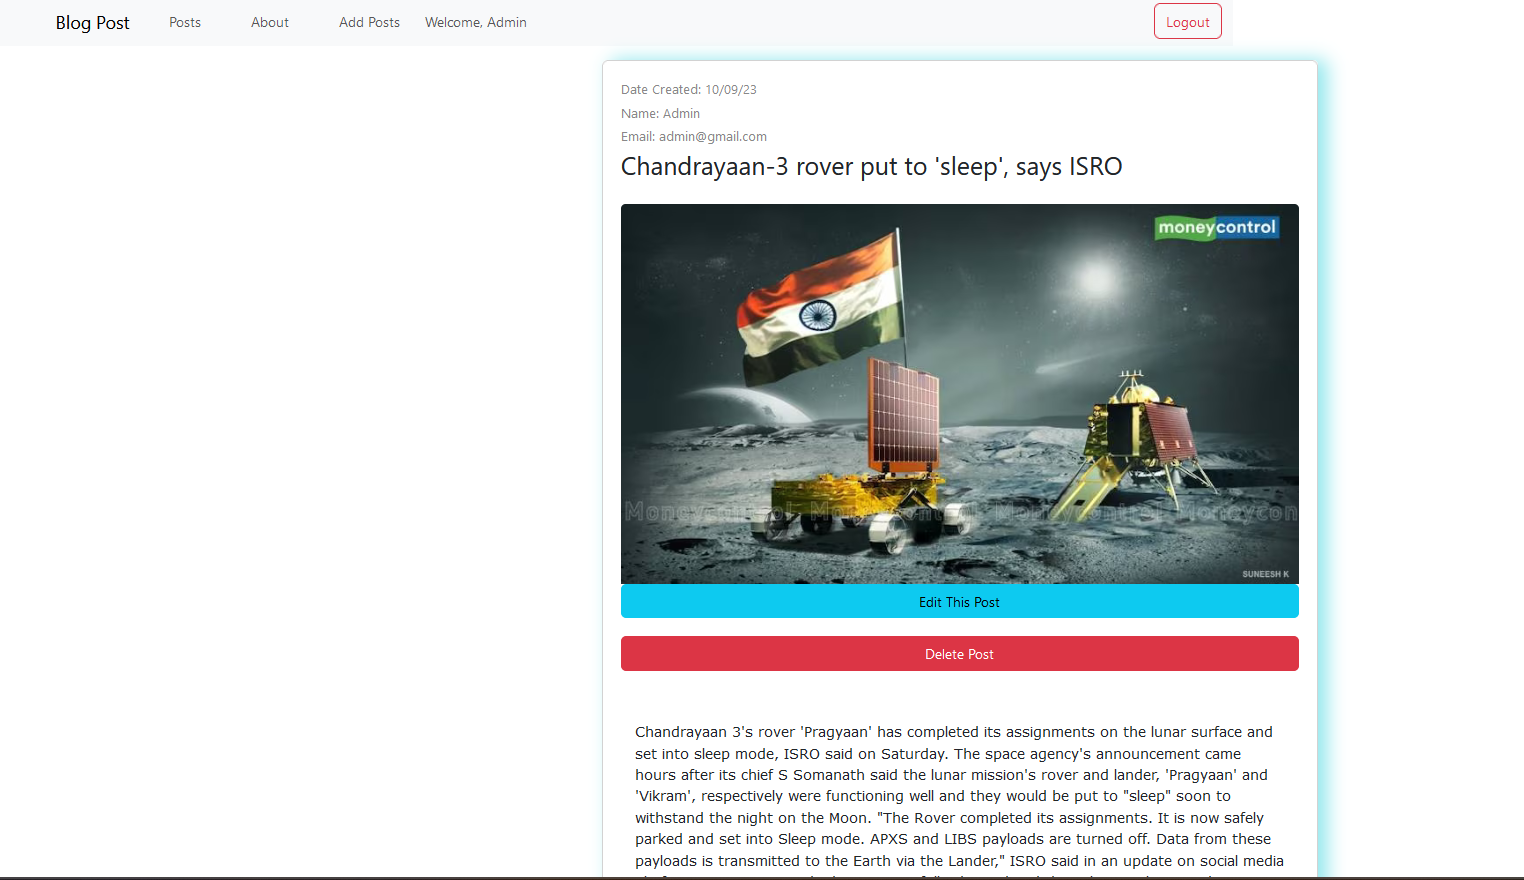 Blog Post Posts About Add Posts Welcome, Admin Logout
Date Created: 10/09/23
Name: Admin
Email: admin@gmail.com
Chandrayaan-3 rover put to 'sleep', says ISRO
moneycontrol
Moneycontrol Moneycontrol Moneycontrol Moneycon
SUNEESH K
Edit This Post
Delete Post
Chandrayaan 3's rover 'Pragyaan' has completed its assignments on the lunar surface and
set into sleep mode, ISRO said on Saturday. The space agency's announcement came
hours after its chief S Somanath said the lunar mission's rover and lander, 'Pragyaan' and
'Vikram', respectively were functioning well and they would be put to "sleep" soon to
withstand the night on the Moon. "The Rover completed its assignments. It is now safely
parked and set into Sleep mode. APXS and LIBS payloads are turned off. Data from these
payloads is transmitted to the Earth via the Lander," ISRO said in an update on social media